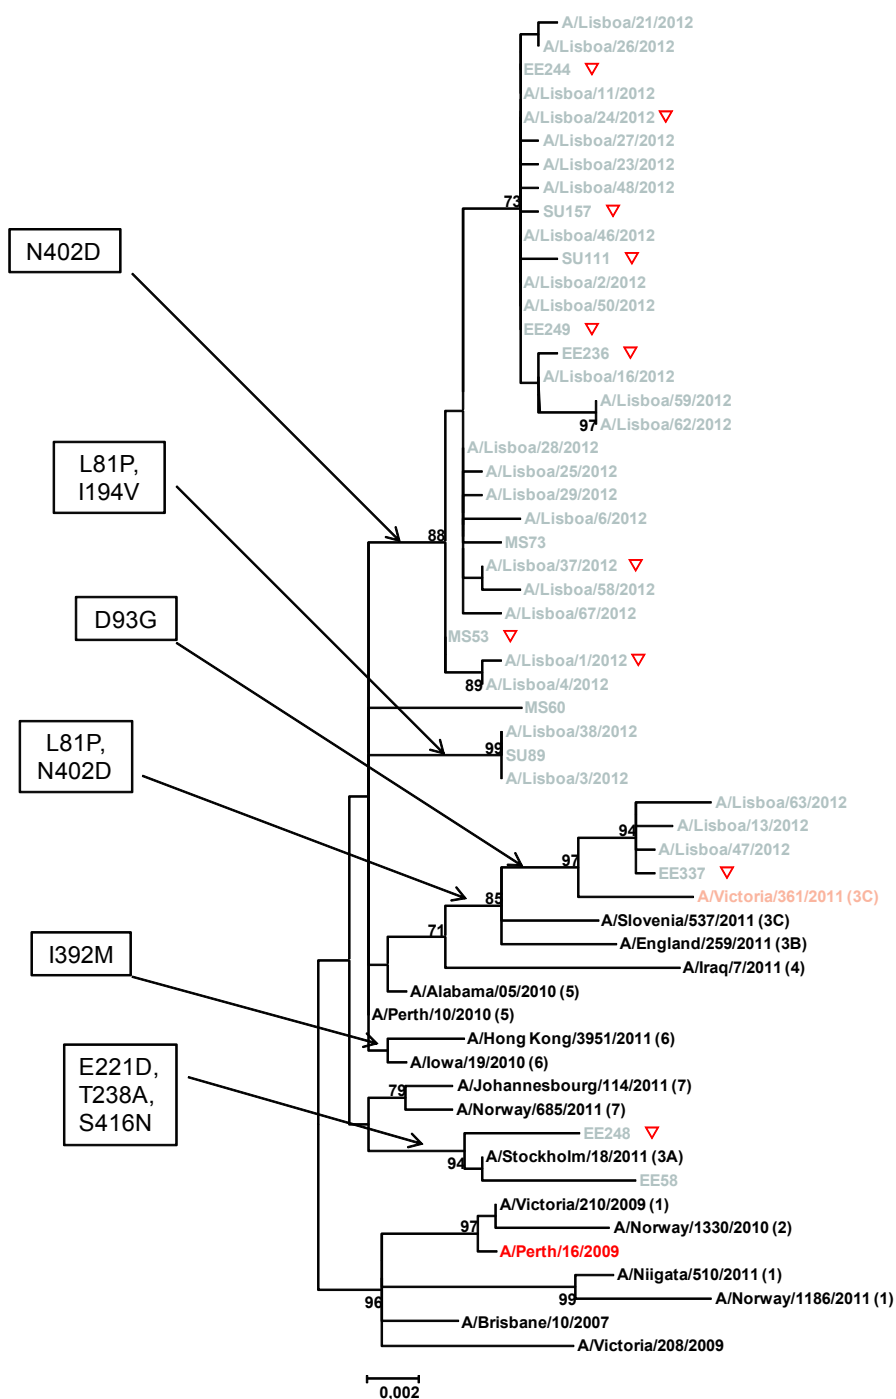 A/Lisboa/21/2012
A/Lisboa/26/2012
EE244
A/Lisboa/11/2012
A/Lisboa/24/2012
A/Lisboa/27/2012
A/Lisboa/23/2012
A/Lisboa/48/2012
73
SU157
A/Lisboa/46/2012
N402D
SU111
A/Lisboa/2/2012
A/Lisboa/50/2012
EE249
EE236
A/Lisboa/16/2012
A/Lisboa/59/2012
97
A/Lisboa/62/2012
A/Lisboa/28/2012
L81P,
I194V
A/Lisboa/25/2012
A/Lisboa/29/2012
A/Lisboa/6/2012
88
MS73
A/Lisboa/37/2012
A/Lisboa/58/2012
D93G
A/Lisboa/67/2012
MS53
A/Lisboa/1/2012
89
A/Lisboa/4/2012
MS60
A/Lisboa/38/2012
L81P,
N402D
99
SU89
A/Lisboa/3/2012
A/Lisboa/63/2012
94
A/Lisboa/13/2012
A/Lisboa/47/2012
97
EE337
85
A/Victoria/361/2011 (3C)
A/Slovenia/537/2011 (3C)
71
A/England/259/2011 (3B)
I392M
A/Iraq/7/2011 (4)
A/Alabama/05/2010 (5)
A/Perth/10/2010 (5)
A/Hong Kong/3951/2011 (6)
A/Iowa/19/2010 (6)
E221D,
T238A,
S416N
79
A/Johannesbourg/114/2011 (7)
A/Norway/685/2011 (7)
EE248
94
A/Stockholm/18/2011 (3A)
EE58
A/Victoria/210/2009 (1)
97
A/Norway/1330/2010 (2)
A/Perth/16/2009
A/Niigata/510/2011 (1)
96
99
A/Norway/1186/2011 (1)
A/Brisbane/10/2007
A/Victoria/208/2009
0,002